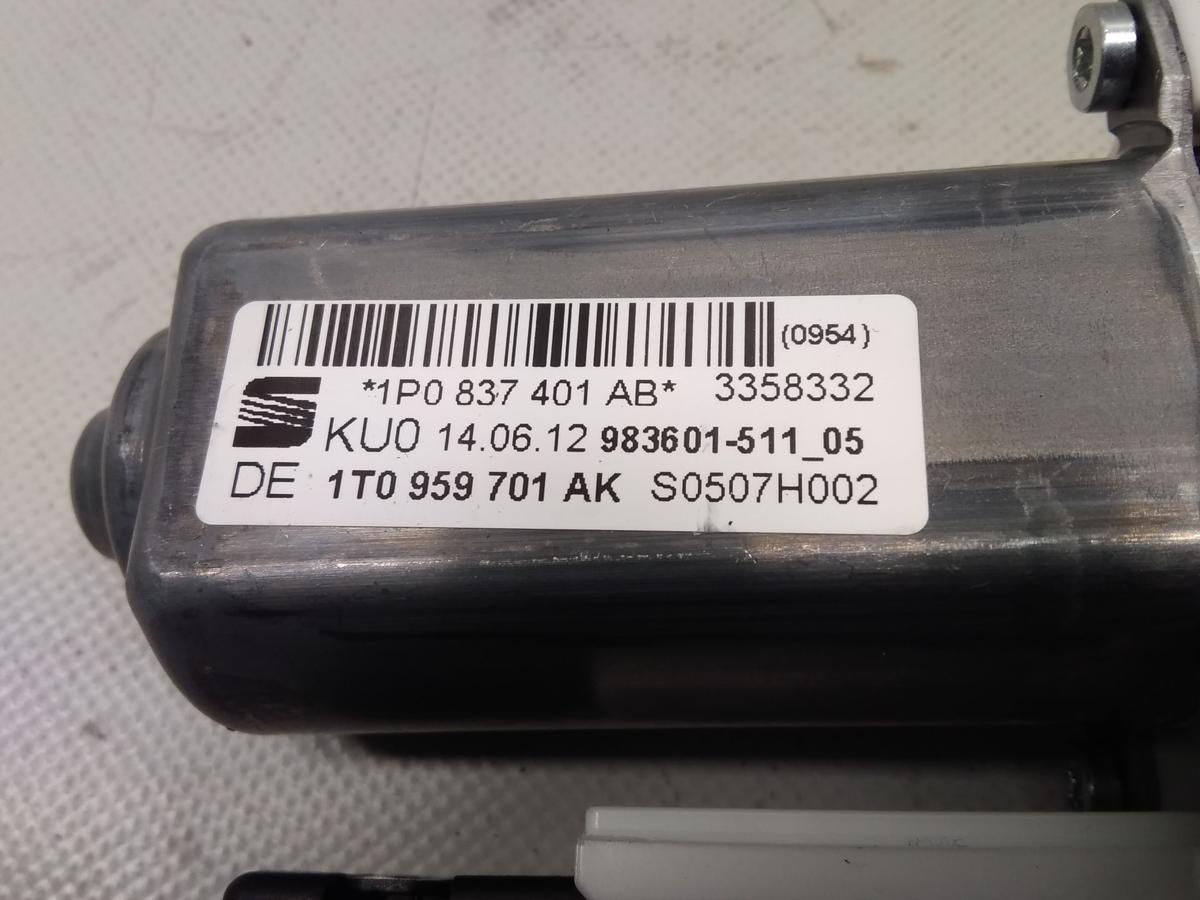 (0954)
*1P0 837 401 AB* 3358332
KU0 14.06.12 983601-511_05
DE 1T0 959 701 AK S0507H002